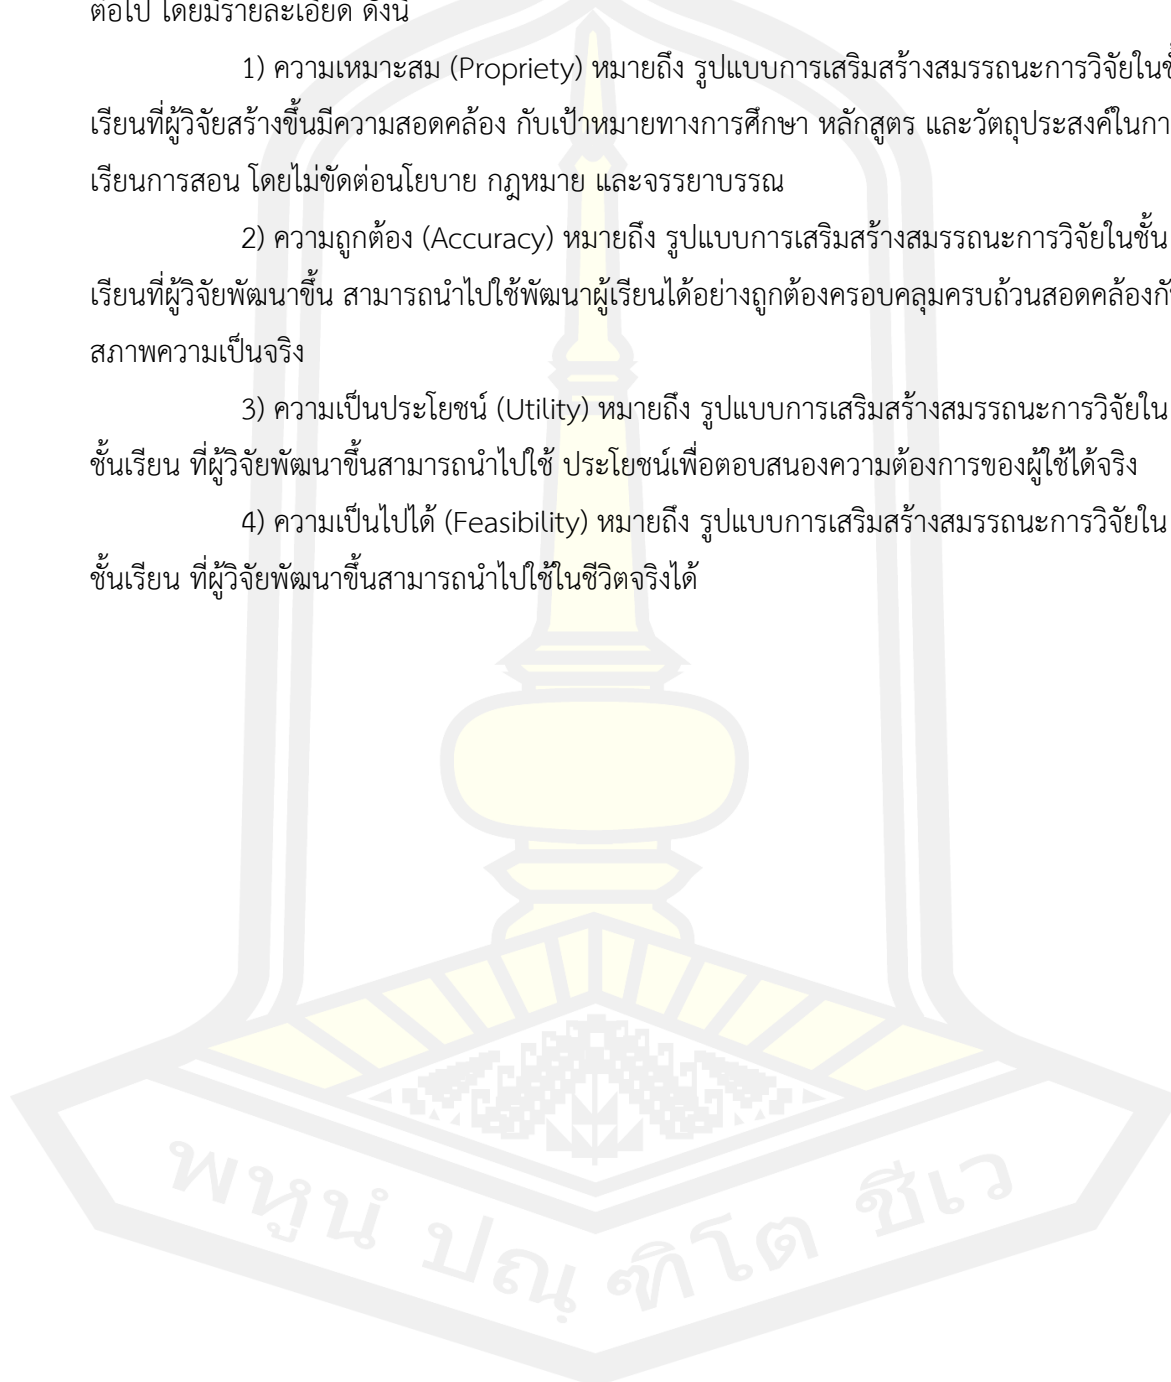 ต่อไป โดยมีรายละเอียด ดังนี้
1) ความเหมาะสม (Propriety) หมายถึง รูปแบบการเสริมสร้างสมรรถนะการวิจัยในชั้
เรียนที่ผู้วิจัยสร้างขึ้นมีความสอดคล้อง กับเป้าหมายทางการศึกษา หลักสูตร และวัตถุประสงค์ในกา
เรียนการสอน โดยไม่ขัดต่อนโยบาย กฎหมาย และจรรยาบรรณ
2) ความถูกต้อง (Accuracy) หมายถึง รูปแบบการเสริมสร้างสมรรถนะการวิจัยในชั้น
เรียนที่ผู้วิจัยพัฒนาขึ้น สามารถนำไปใช้พัฒนาผู้เรียนได้อย่างถูกต้องครอบคลุมครบถ้วนสอดคล้องกั
สภาพความเป็นจริง
3) ความเป็นประโยชน์ (Utility) หมายถึง รูปแบบการเสริมสร้างสมรรถนะการวิจัยใน
ชั้นเรียน ที่ผู้วิจัยพัฒนาขึ้นสามารถนำไปใช้ ประโยชน์เพื่อตอบสนองความต้องการของผู้ใช้ได้จริง
4) ความเป็นไปได้ (Feasibility) หมายถึง รูปแบบการเสริมสร้างสมรรถนะการวิจัยใน
ชั้นเรียน ที่ผู้วิจัยพัฒนาขึ้นสามารถนำไปใช้ในชีวิตจริงได้
พหูนํ ปณฺฑิโต ชีเว